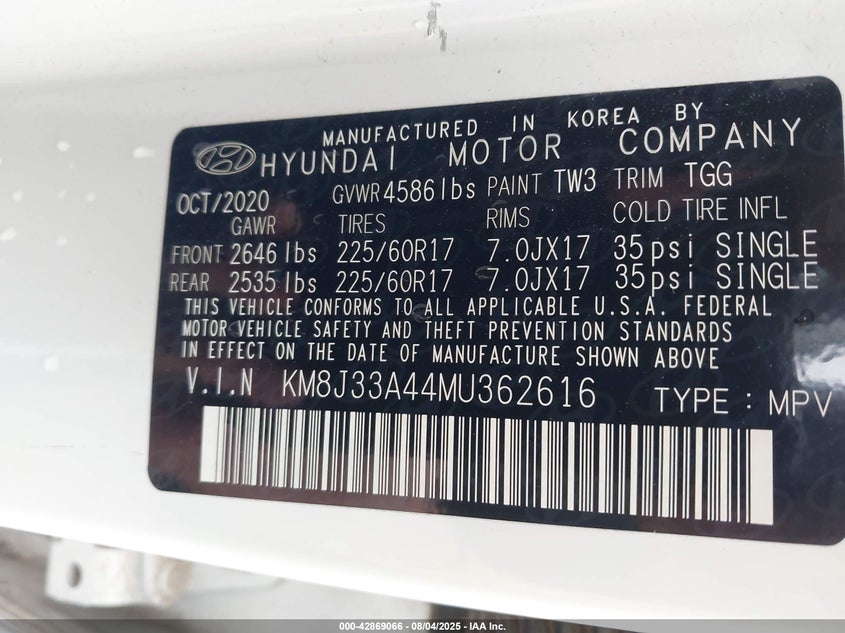 MANUFACTURED IN KOREA BY
HYUNDAI MOTOR COMPANY
OCT/2020 GVWR 4586 lbs PAINT TW3 TRIM TGG
GAWR TIRES RIMS COLD TIRE INFL
FRONT 2646 lbs 225/60R17 7.0JX17 35psi SINGLE
REAR 2535 lbs 225/60R17 7.0JX17 35psi SINGLE
THIS VEHICLE CONFORMS TO ALL APPLICABLE U.S.A. FEDERAL
MOTOR VEHICLE SAFETY AND THEFT PREVENTION STANDARDS
IN EFFECT ON THE DATE OF MANUFACTURE SHOWN ABOVE
V.I.N KM8J33A44MU362616 TYPE : MPV
000-42869066 - 08/04/2025 - IAA Inc.